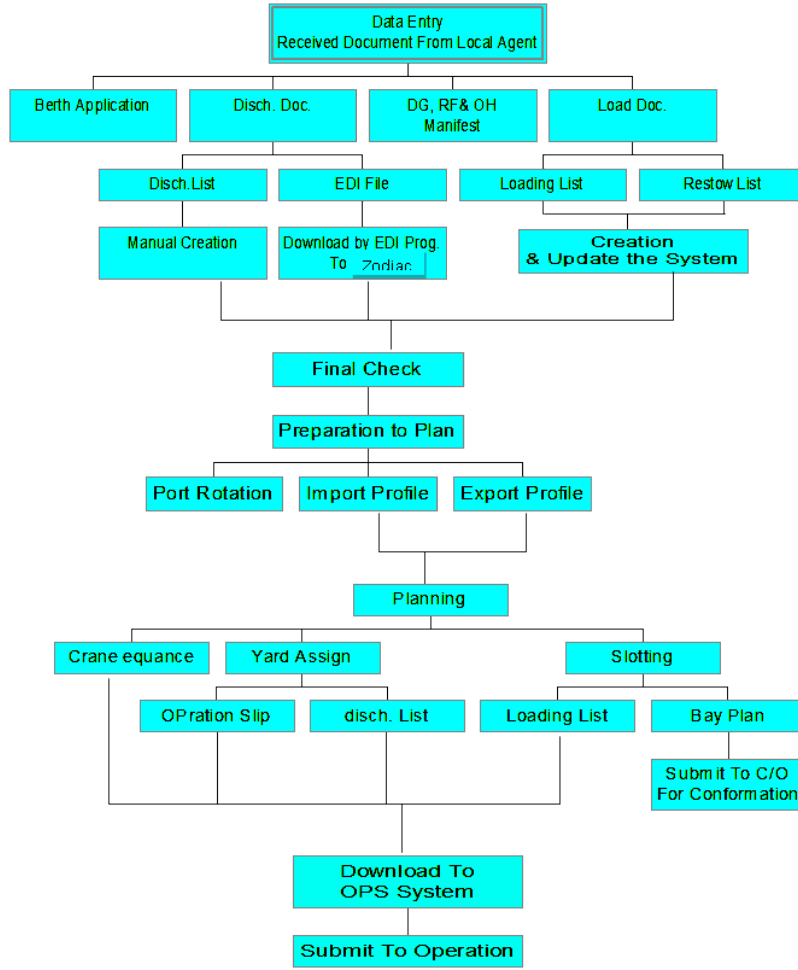 Data Entry
Received Document From Local Agent
Berth Application
Disch. Doc.
DG, RF& OH
Manifest
Load Doc.
Disch.List
EDI File
Loading List
Restow List
Manual Creation
Download by EDI Prog.
To Zodiac
Creation
& Update the System
Final Check
Preparation to Plan
Port Rotation
Import Profile
Export Profile
Planning
Crane equance
Yard Assign
Slotting
OPration Slip
disch. List
Loading List
Bay Plan
Submit To C/O
For Conformation
Download To
OPS System
Submit To Operation